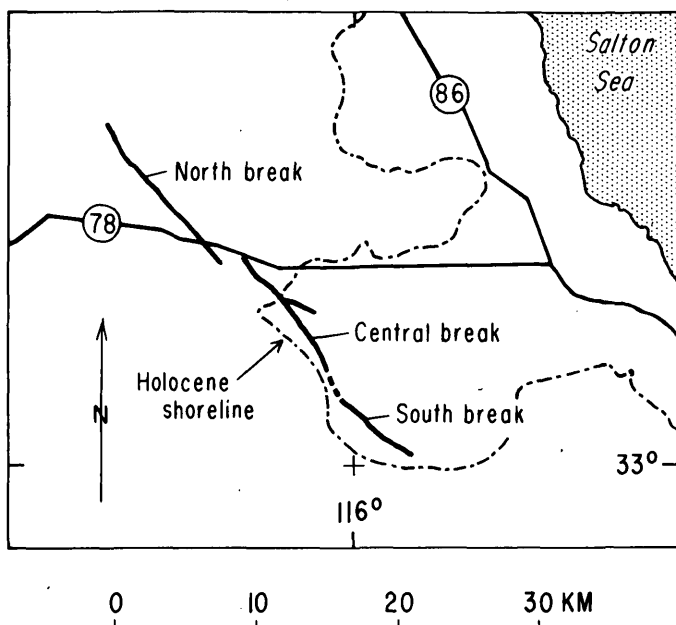 Salton
Sea
86
North break
78
Central break
Holocene
shoreline
South break
N
33°
116°
0 10 20 30 KM